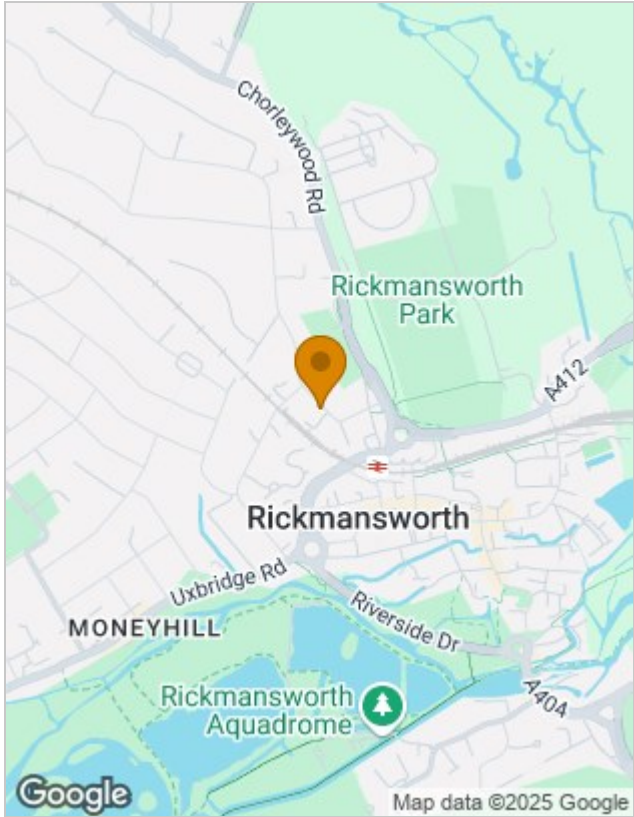 Chorleywood Rd
Rickmansworth
Park
A412
Rickmansworth
Uxbridge Rd
Riverside Dr
MONEYHILL
A404
Rickmansworth
Aquadrome
Google
Map data ©2025 Google